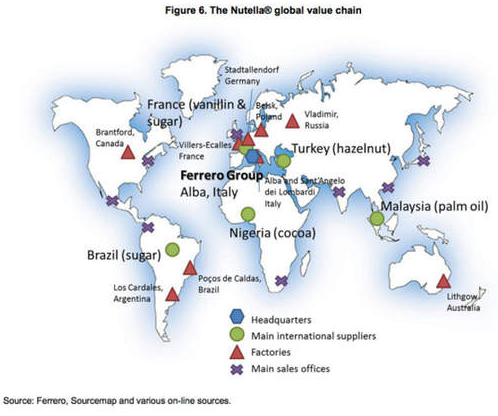 Figure 6. The Nutella® global value chain
Stadtallendorf
Germany
France (vanillin &
sugar)
Belsk,
Poland
Vladimir,
Russia
Brantford,
Canada
Villers-Ecalles
France
Turkey (hazelnut)
Ferrero Group
Alba, Italy
Alba and Sant'Angelo
dei Lombardi
Italy
Malaysia (palm oil)
Nigeria (cocoa)
Brazil (sugar)
Poços de Caldas,
Brazil
Los Cardales,
Argentina
Lithgow,
Australia
Headquarters
Main international suppliers
Factories
Main sales offices
Source: Ferrero, Sourcemap and various on-line sources.